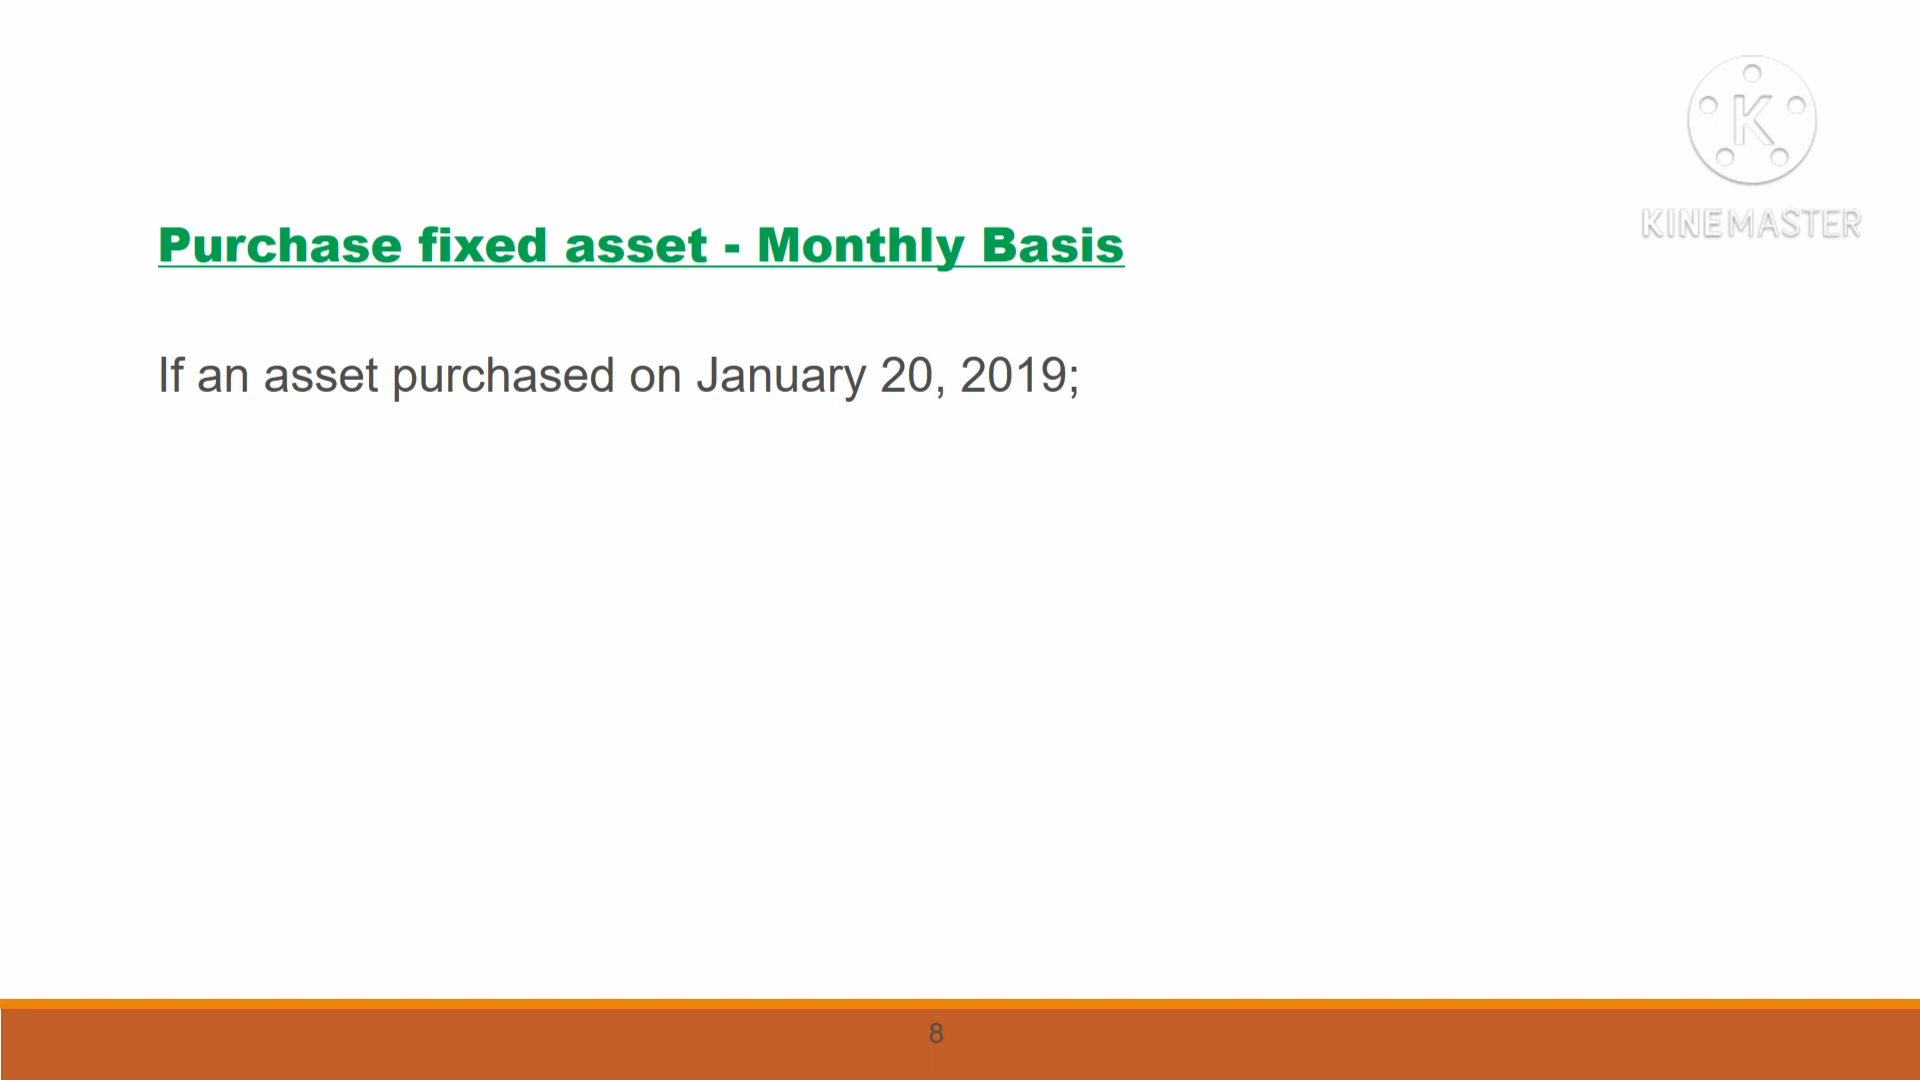 K
KINEMASTER
Purchase fixed asset - Monthly Basis
If an asset purchased on January 20, 2019;
8